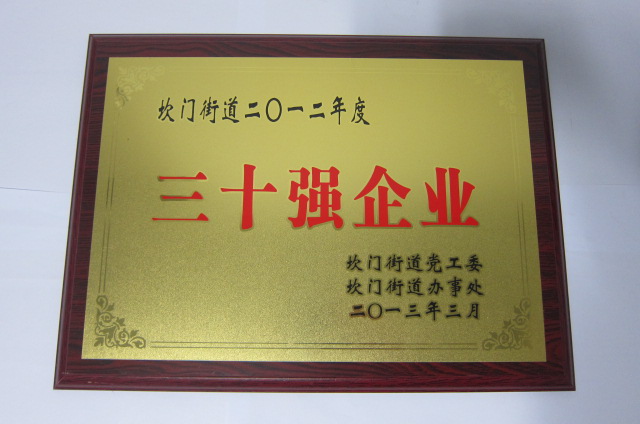 坎门街道二〇一二年度
三十强企业
坎门街道党工委
坎门街道办事处
二〇一三年三月